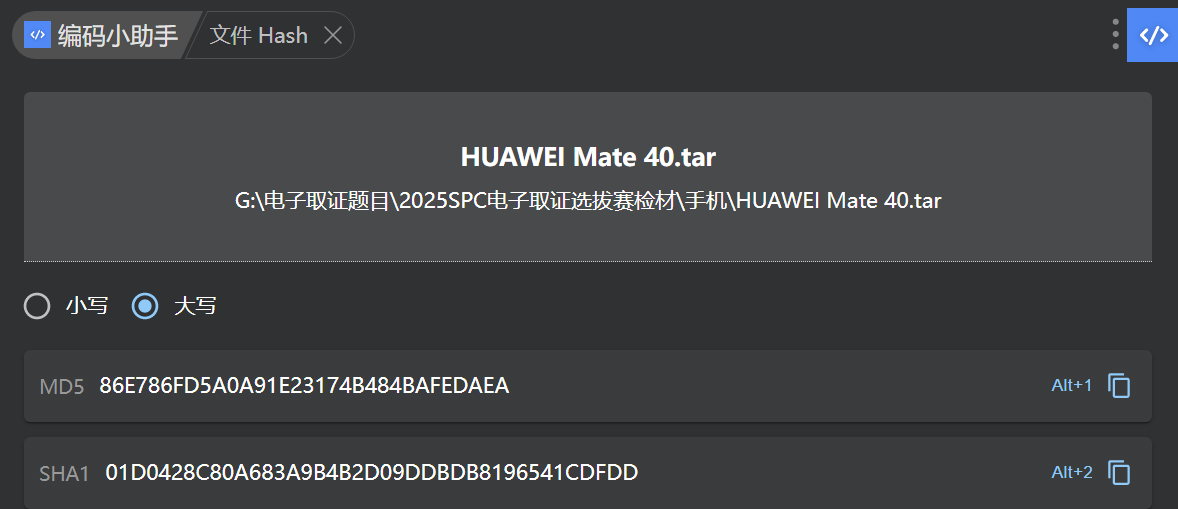 编码小助手 文件 Hash
HUAWEI Mate 40.tar
G:\电子取证题目\2025SPC电子取证选拔赛检材\手机\HUAWEI Mate 40.tar
小写 大写
MD5 86E786FD5A0A91E23174B484BAFEDAEA Alt+1
SHA1 01D0428C80A683A9B4B2D09DDBDB8196541CDFDD Alt+2